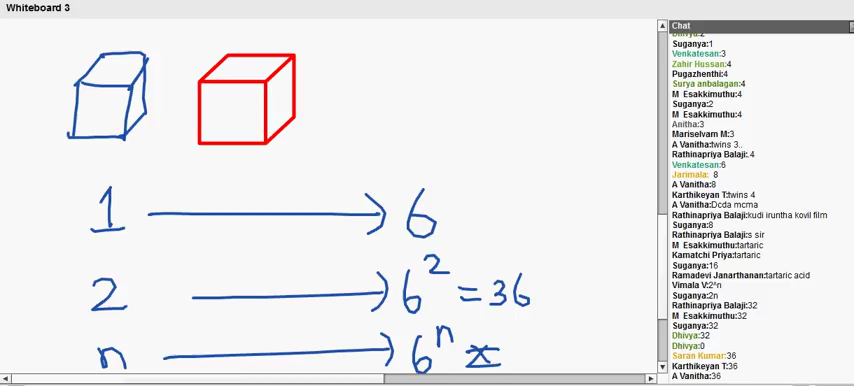 Whiteboard 3
1 → 6
2 → 6² = 36
n → 6ⁿ
Chat
Dhivya:2
Suganya:1
Venkatesan:3
Zahir Hussan:4
Pugazhenthi:4
Surya anbalagan:4
M Esakkimuthu:4
Suganya:2
M Esakkimuthu:4
Anitha:3
Mariselvam M:3
A Vanitha:twins 3..
Rathinapriya Balaji:.4
Venkatesan:6
Jarimala: 8
A Vanitha:8
Karthikeyan T:twins 4
A Vanitha:Dcda mcma
Rathinapriya Balaji:kudi iruntha kovil film
Suganya:8
Rathinapriya Balaji:s sir
M Esakkimuthu:tartaric
Kamatchi Priya:tartaric
Suganya:16
Ramadevi Janarthanan:tartaric acid
Vimala V:2^n
Suganya:2n
Rathinapriya Balaji:32
M Esakkimuthu:32
Suganya:32
Dhivya:32
Dhivya:0
Saran Kumar:36
Karthikeyan T:36
A Vanitha:36